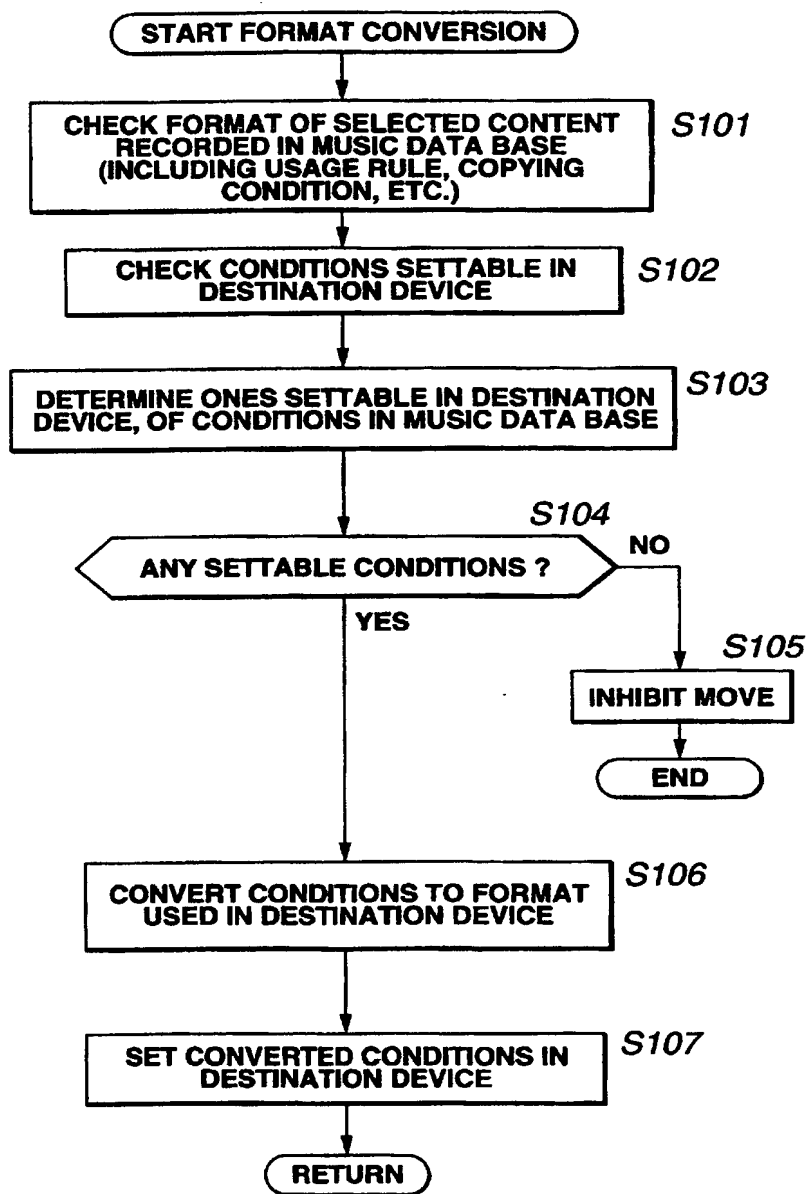 START FORMAT CONVERSION
CHECK FORMAT OF SELECTED CONTENT
RECORDED IN MUSIC DATA BASE
(INCLUDING USAGE RULE, COPYING
CONDITION, ETC.)
S101
CHECK CONDITIONS SETTABLE IN
DESTINATION DEVICE
S102
DETERMINE ONES SETTABLE IN DESTINATION
DEVICE, OF CONDITIONS IN MUSIC DATA BASE
S103
S104
ANY SETTABLE CONDITIONS ?
NO
YES
S105
INHIBIT MOVE
END
CONVERT CONDITIONS TO FORMAT
USED IN DESTINATION DEVICE
S106
SET CONVERTED CONDITIONS IN
DESTINATION DEVICE
S107
RETURN